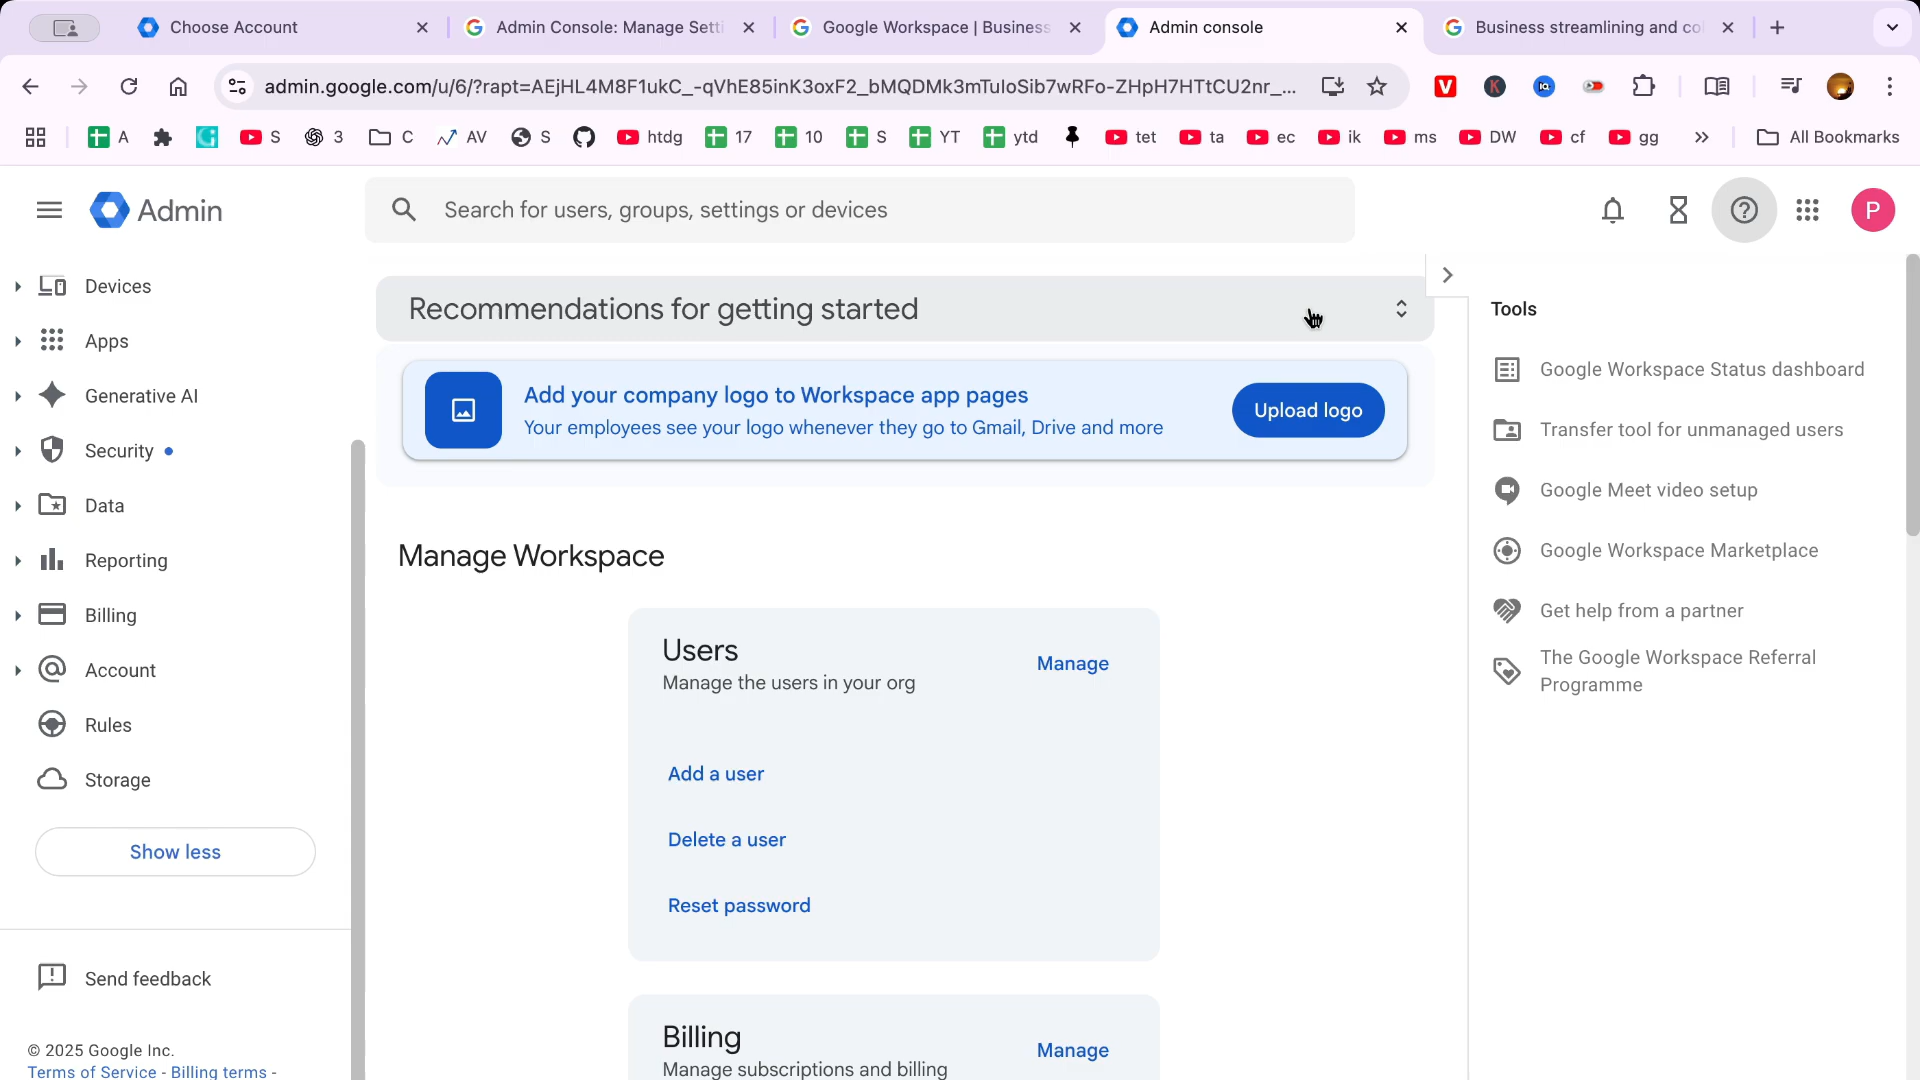 Choose Account
Admin Console: Manage Setti
Google Workspace | Business
Admin console
Business streamlining and co
admin.google.com/u/6/?rapt=AEjHL4M8F1ukC_-qVhE85inK3oxF2_bMQDMk3mTuIoSib7wRFo-ZHpH7HTtCU2nr_...
A
S
3
C
AV
S
htdg
17
10
S
YT
ytd
tet
ta
ec
ik
ms
DW
cf
gg
All Bookmarks
Admin
Search for users, groups, settings or devices
P
Devices
Apps
Generative AI
Security
Data
Reporting
Billing
Account
Rules
Storage
Show less
Send feedback
© 2025 Google Inc.
Terms of Service - Billing terms -
Recommendations for getting started
Add your company logo to Workspace app pages
Your employees see your logo whenever they go to Gmail, Drive and more
Upload logo
Manage Workspace
Users
Manage the users in your org
Manage
Add a user
Delete a user
Reset password
Billing
Manage subscriptions and billing
Manage
Tools
Google Workspace Status dashboard
Transfer tool for unmanaged users
Google Meet video setup
Google Workspace Marketplace
Get help from a partner
The Google Workspace Referral
Programme